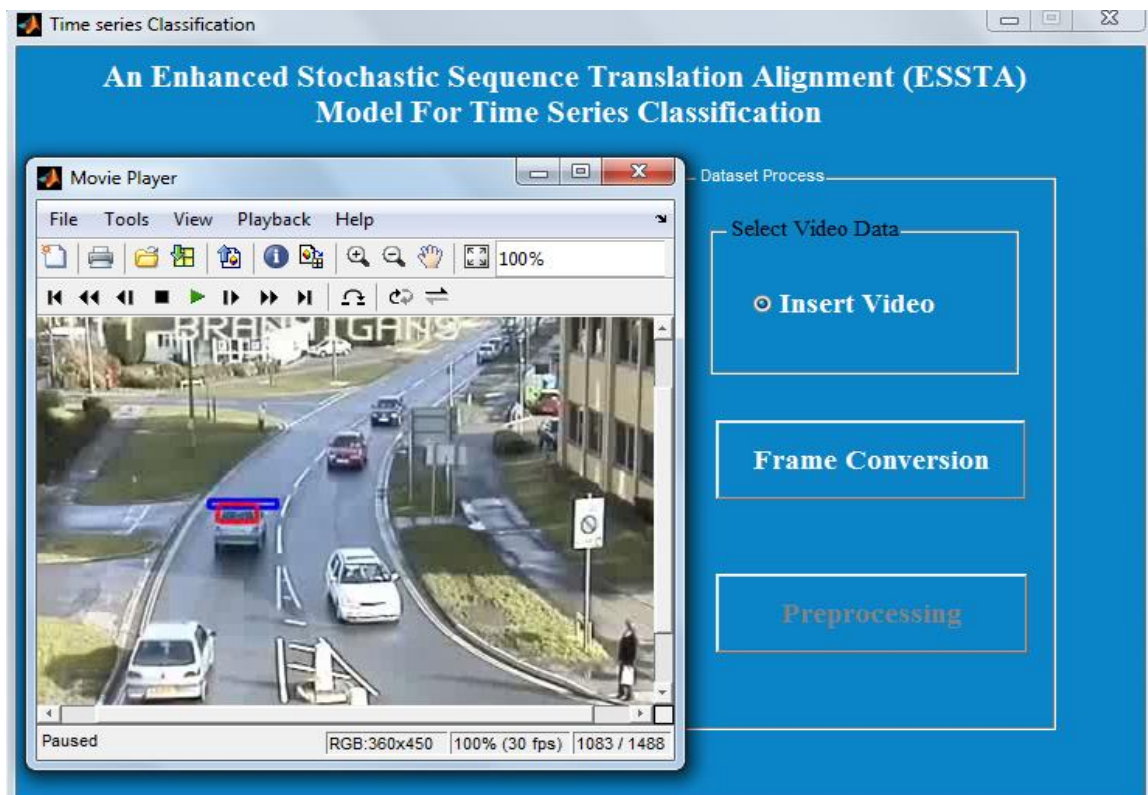 Time series Classification
An Enhanced Stochastic Sequence Translation Alignment (ESSTA)
Model For Time Series Classification
Movie Player
File Tools View Playback Help
100%
BRANNIGANS
Paused
RGB:360x450 100% (30 fps) 1083 / 1488
Dataset Process
Select Video Data
Insert Video
Frame Conversion
Preprocessing